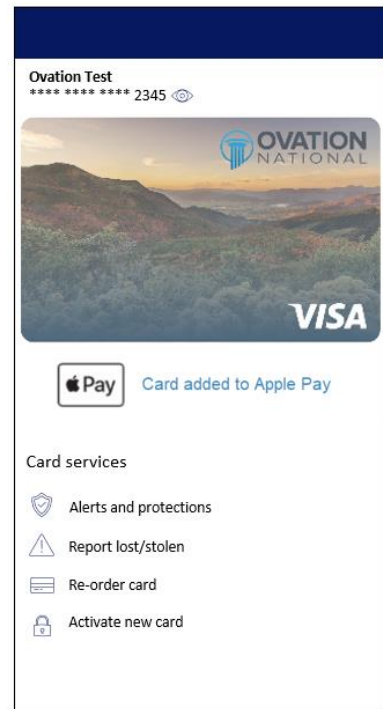 Ovation Test
**** **** **** 2345
OVATION
NATIONAL
VISA
Pay
Card added to Apple Pay
Card services
Alerts and protections
Report lost/stolen
Re-order card
Activate new card